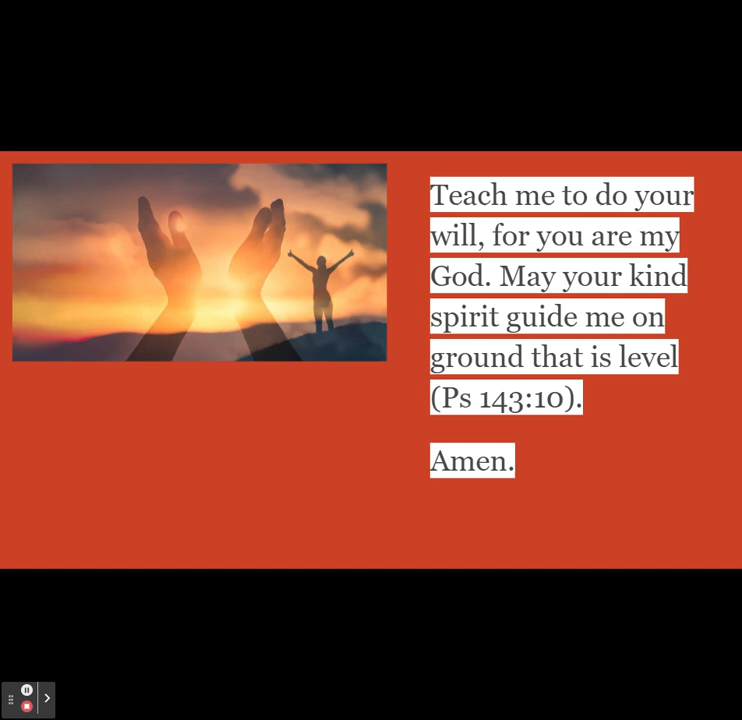 Teach me to do your
will, for you are my
God. May your kind
spirit guide me on
ground that is level
(Ps 143:10).
Amen.